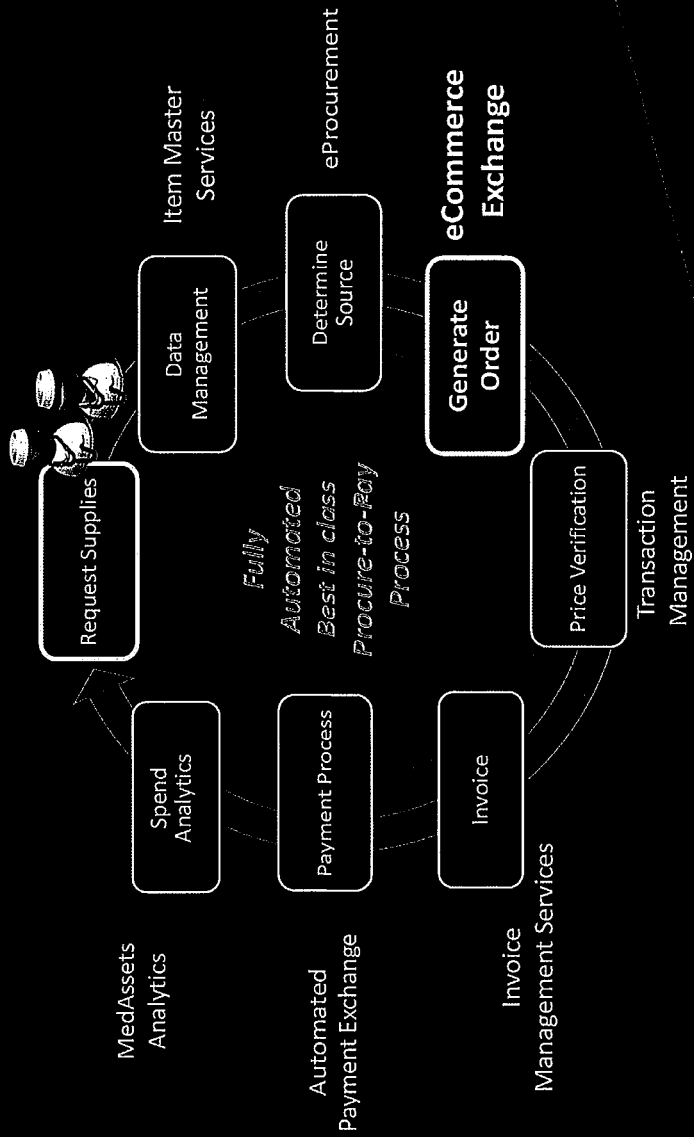 Request Supplies
Data
Management
Item Master
Services
Determine
Source
eProcurement
Generate
Order
eCommerce
Exchange
Price Verification
Transaction
Management
Invoice
Invoice
Management Services
Payment Process
Automated
Payment Exchange
Spend
Analytics
MedAssets
Analytics
Fully
Automated
Best in class
Procure-to-Pay
Process